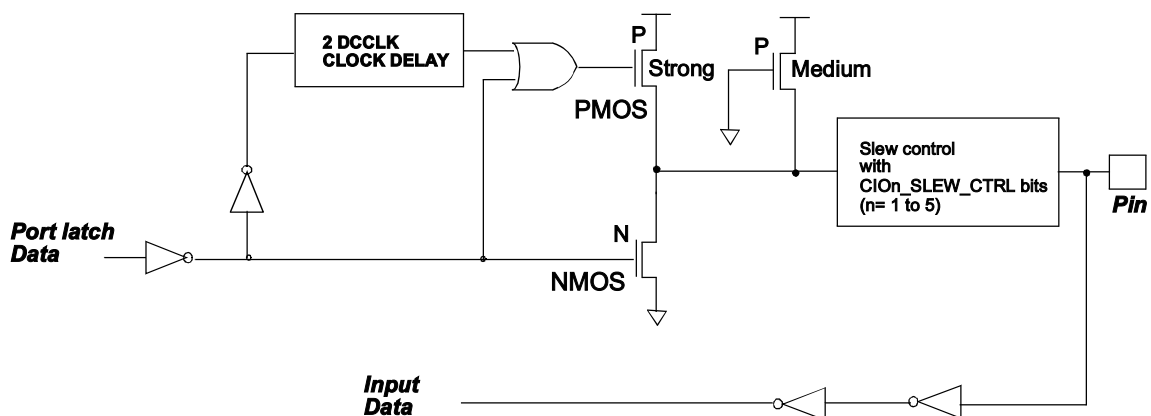 2 DCCLK
CLOCK DELAY
P
Strong
PMOS
P
Medium
Slew control
with
CIOn_SLEW_CTRL bits
(n= 1 to 5)
Pin
Port latch
Data
N
NMOS
Input
Data